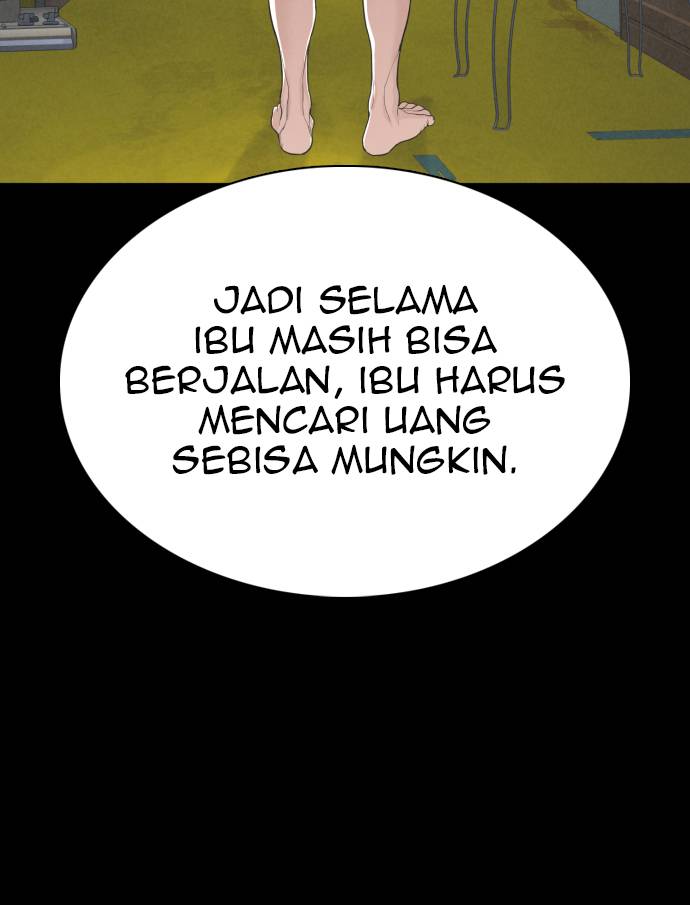 JADI SELAMA
IBU MASIH BISA
BERJALAN, IBU HARUS
MENCARI UANG
SEBISA MUNGKIN.